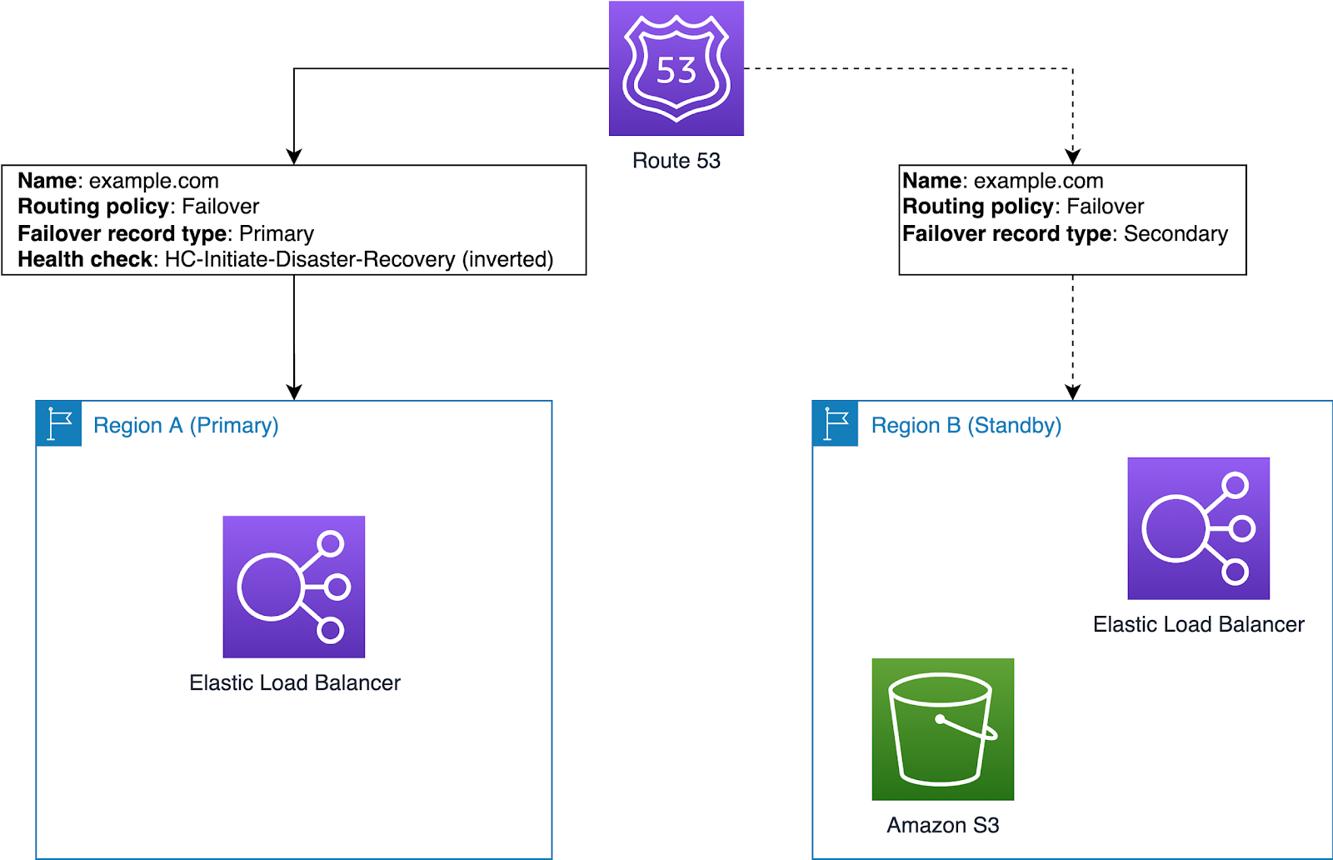 53
Route 53
Name: example.com
Routing policy: Failover
Failover record type: Primary
Health check: HC-Initiate-Disaster-Recovery (inverted)
Name: example.com
Routing policy: Failover
Failover record type: Secondary
Region A (Primary)
Elastic Load Balancer
Region B (Standby)
Elastic Load Balancer
Amazon S3